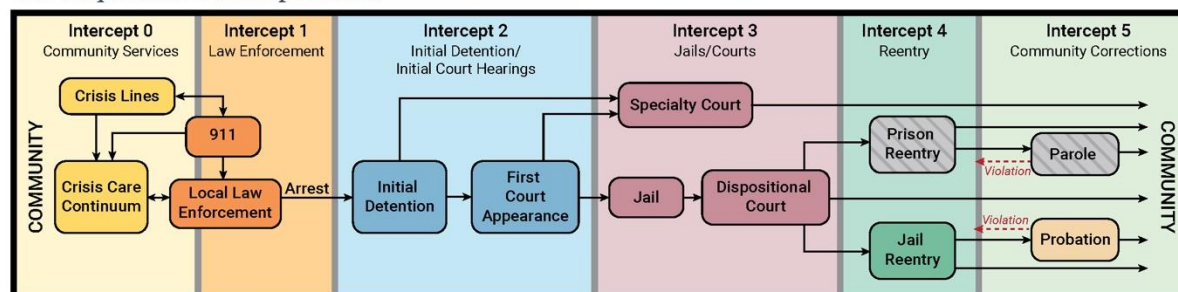 Intercept 0
Community Services
Intercept 1
Law Enforcement
Intercept 2
Initial Detention/
Initial Court Hearings
Intercept 3
Jails/Courts
Intercept 4
Reentry
Intercept 5
Community Corrections
COMMUNITY
Crisis Lines
911
Crisis Care
Continuum
Local Law
Enforcement
Arrest
Initial
Detention
First
Court
Appearance
Specialty Court
Jail
Dispositional
Court
Prison
Reentry
Violation
Parole
Jail
Reentry
Violation
Probation
COMMUNITY